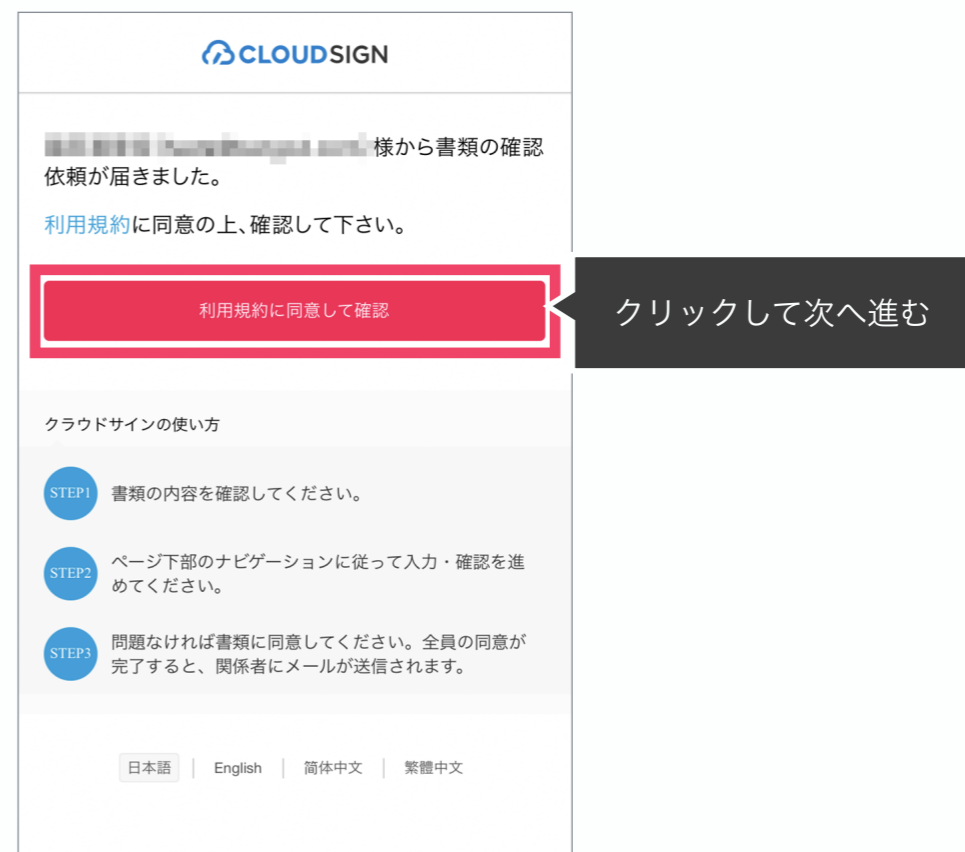 CLOUDSIGN
様から書類の確認
依頼が届きました。
利用規約に同意の上、確認して下さい。
利用規約に同意して確認
クリックして次へ進む
クラウドサインの使い方
STEP1 書類の内容を確認してください。
STEP2 ページ下部のナビゲーションに従って入力・確認を進
めてください。
STEP3 問題なければ書類に同意してください。全員の同意が
完了すると、関係者にメールが送信されます。
日本語 | English | 简体中文 | 繁體中文